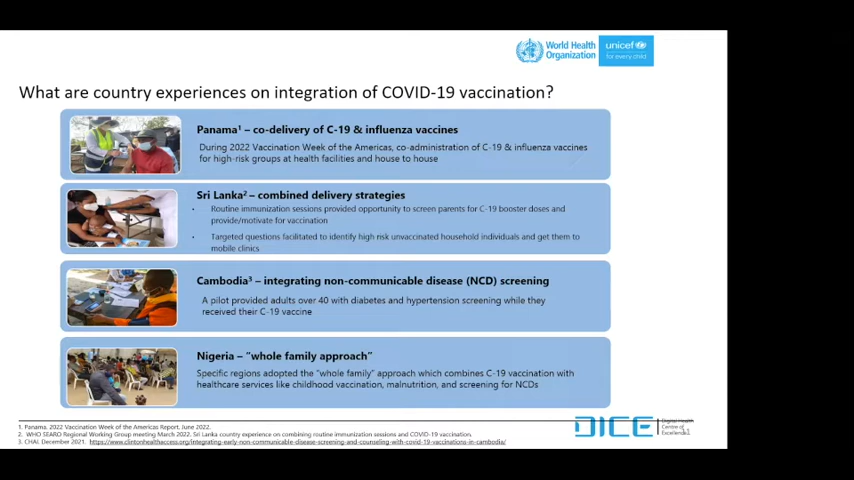 World Health
Organization
unicef
for every child
What are country experiences on integration of COVID-19 vaccination?
Panama1 – co-delivery of C-19 & influenza vaccines
During 2022 Vaccination Week of the Americas, co-administration of C-19 & influenza vaccines
for high-risk groups at health facilities and house to house
Sri Lanka2 – combined delivery strategies
· Routine immunization sessions provided opportunity to screen parents for C-19 booster doses and
provide/motivate for vaccination
· Targeted questions facilitated to identify high risk unvaccinated household individuals and get them to
mobile clinics
Cambodia3 – integrating non-communicable disease (NCD) screening
A pilot provided adults over 40 with diabetes and hypertension screening while they
received their C-19 vaccine
Nigeria – “whole family approach”
Specific regions adopted the “whole family” approach which combines C-19 vaccination with
healthcare services like childhood vaccination, malnutrition, and screening for NCDs
1. Panama. 2022 Vaccination Week of the Americas Report, June 2022.
2. WHO SEARO Regional Working Group meeting March 2022. Sri Lanka country experience on combining routine immunization sessions and COVID-19 vaccination.
3. CHAI, December 2021. https://www.clintonhealthaccess.org/integrating-early-non-communicable-disease-screening-and-counseling-with-covid-19-vaccinations-in-cambodia/
DICE
Digital Health
Centre of
Excellence